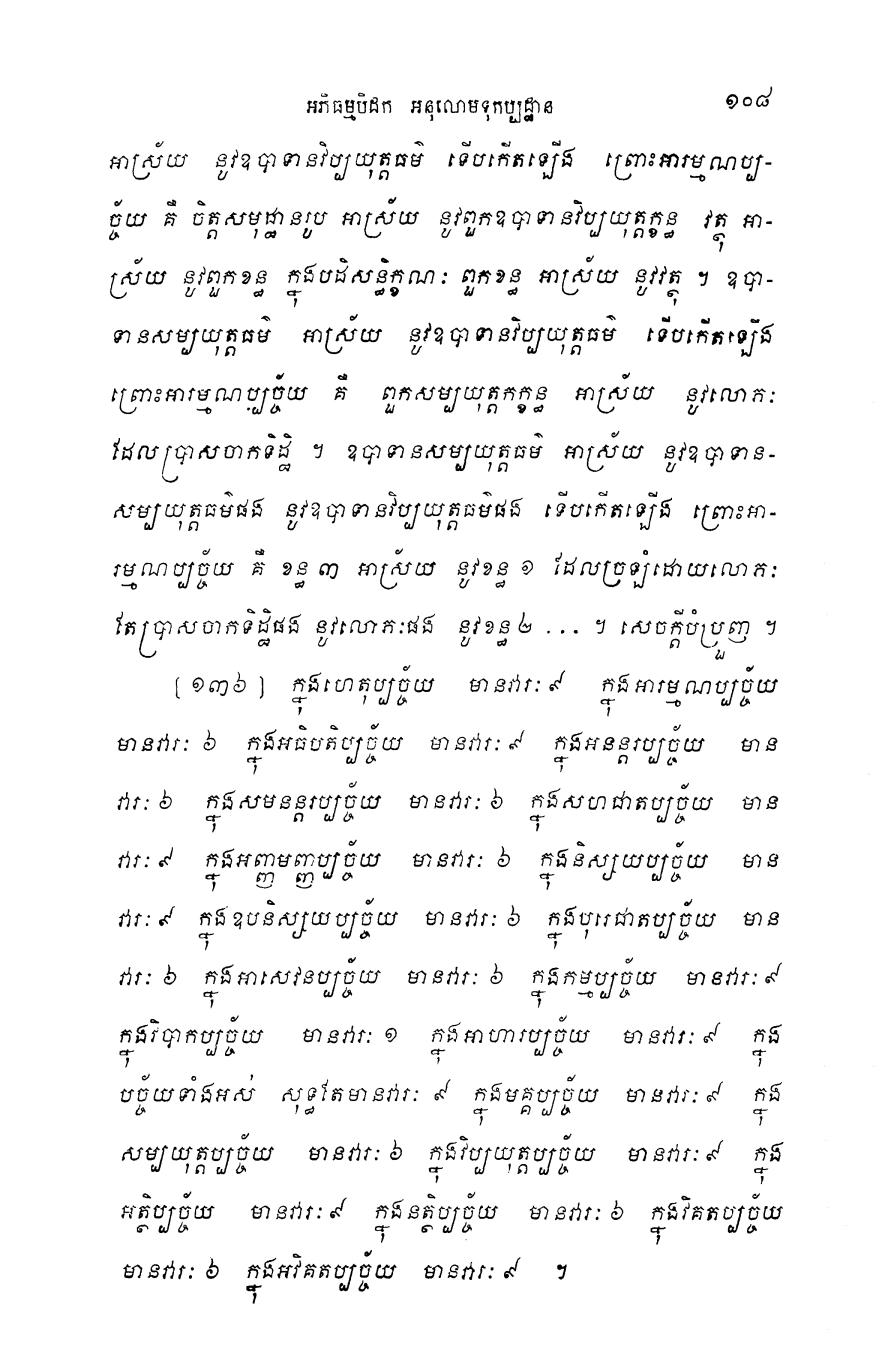 អភិធម្មបិដក អនុលោមទុកប្បដ្ឋាន ១០៨
អាស្រ័យ នូវឧបាទានវិប្បយុត្តធម៌ ទើបកើតឡើង ព្រោះអារម្មណប្ប-
ច្ច័យ គឺ ចិត្តសមុដ្ឋានរូប អាស្រ័យ នូវពួកឧបាទានវិប្បយុត្តក្ខន្ធ វត្ថុ អា-
ស្រ័យ នូវពួកខន្ធ ក្នុងបដិសន្ធិក្ខណៈ ពួកខន្ធ អាស្រ័យ នូវវត្ថុ ។ ឧបា-
ទានសម្បយុត្តធម៌ អាស្រ័យ នូវឧបាទានវិប្បយុត្តធម៌ ទើបកើតឡើង
ព្រោះអារម្មណប្បច្ច័យ គឺ ពួកសម្បយុត្តកក្ខន្ធ អាស្រ័យ នូវលោភៈ
ដែលប្រាសចាកទិដ្ឋិ ។ ឧបាទានសម្បយុត្តធម៌ អាស្រ័យ នូវឧបាទាន-
សម្បយុត្តធម៌ផង នូវឧបាទានវិប្បយុត្តធម៌ផង ទើបកើតឡើង ព្រោះអា-
រម្មណប្បច្ច័យ គឺ ខន្ធ ៣ អាស្រ័យ នូវខន្ធ ១ ដែលច្រឡំដោយលោភៈ
តែប្រាសចាកទិដ្ឋិផង នូវលោភៈផង នូវខន្ធ ២ ... ។ សេចក្ដីបំប្រួញ ។
[ ១៣៦ ] ក្នុងហេតុប្បច្ច័យ មានវារៈ ៩ ក្នុងអារម្មណប្បច្ច័យ
មានវារៈ ៦ ក្នុងអធិបតិប្បច្ច័យ មានវារៈ ៩ ក្នុងអនន្តរប្បច្ច័យ មាន
វារៈ ៦ ក្នុងសមនន្តរប្បច្ច័យ មានវារៈ ៦ ក្នុងសហជាតប្បច្ច័យ មាន
វារៈ ៩ ក្នុងអញ្ញមញ្ញប្បច្ច័យ មានវារៈ ៦ ក្នុងនិស្សយប្បច្ច័យ មាន
វារៈ ៩ ក្នុងឧបនិស្សយប្បច្ច័យ មានវារៈ ៦ ក្នុងបុរេជាតប្បច្ច័យ មាន
វារៈ ៦ ក្នុងអាសេវនប្បច្ច័យ មានវារៈ ៦ ក្នុងកម្មប្បច្ច័យ មានវារៈ ៩
ក្នុងវិបាកប្បច្ច័យ មានវារៈ ១ ក្នុងអាហារប្បច្ច័យ មានវារៈ ៩ ក្នុង
បច្ច័យទាំងអស់ សុទ្ធតែមានវារៈ ៩ ក្នុងមគ្គប្បច្ច័យ មានវារៈ ៩ ក្នុង
សម្បយុត្តប្បច្ច័យ មានវារៈ ៦ ក្នុងវិប្បយុត្តប្បច្ច័យ មានវារៈ ៩ ក្នុង
អត្ថិប្បច្ច័យ មានវារៈ ៩ ក្នុងនត្ថិប្បច្ច័យ មានវារៈ ៦ ក្នុងវិគតប្បច្ច័យ
មានវារៈ ៦ ក្នុងអវិគតប្បច្ច័យ មានវារៈ ៩ ។